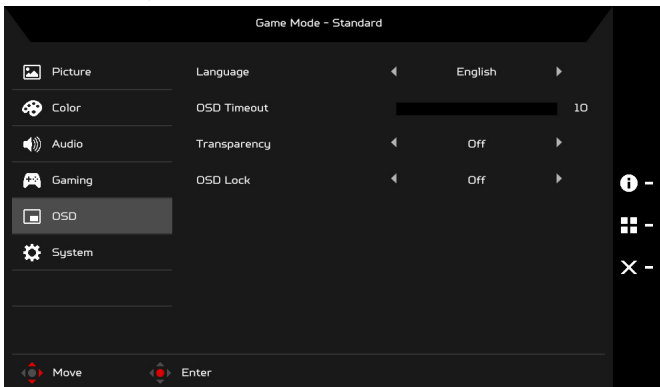 Game Mode - Standard
Picture
Language English
Color
OSD Timeout 10
Audio
Transparency Off
Gaming
OSD Lock Off
OSD
System
Move Enter